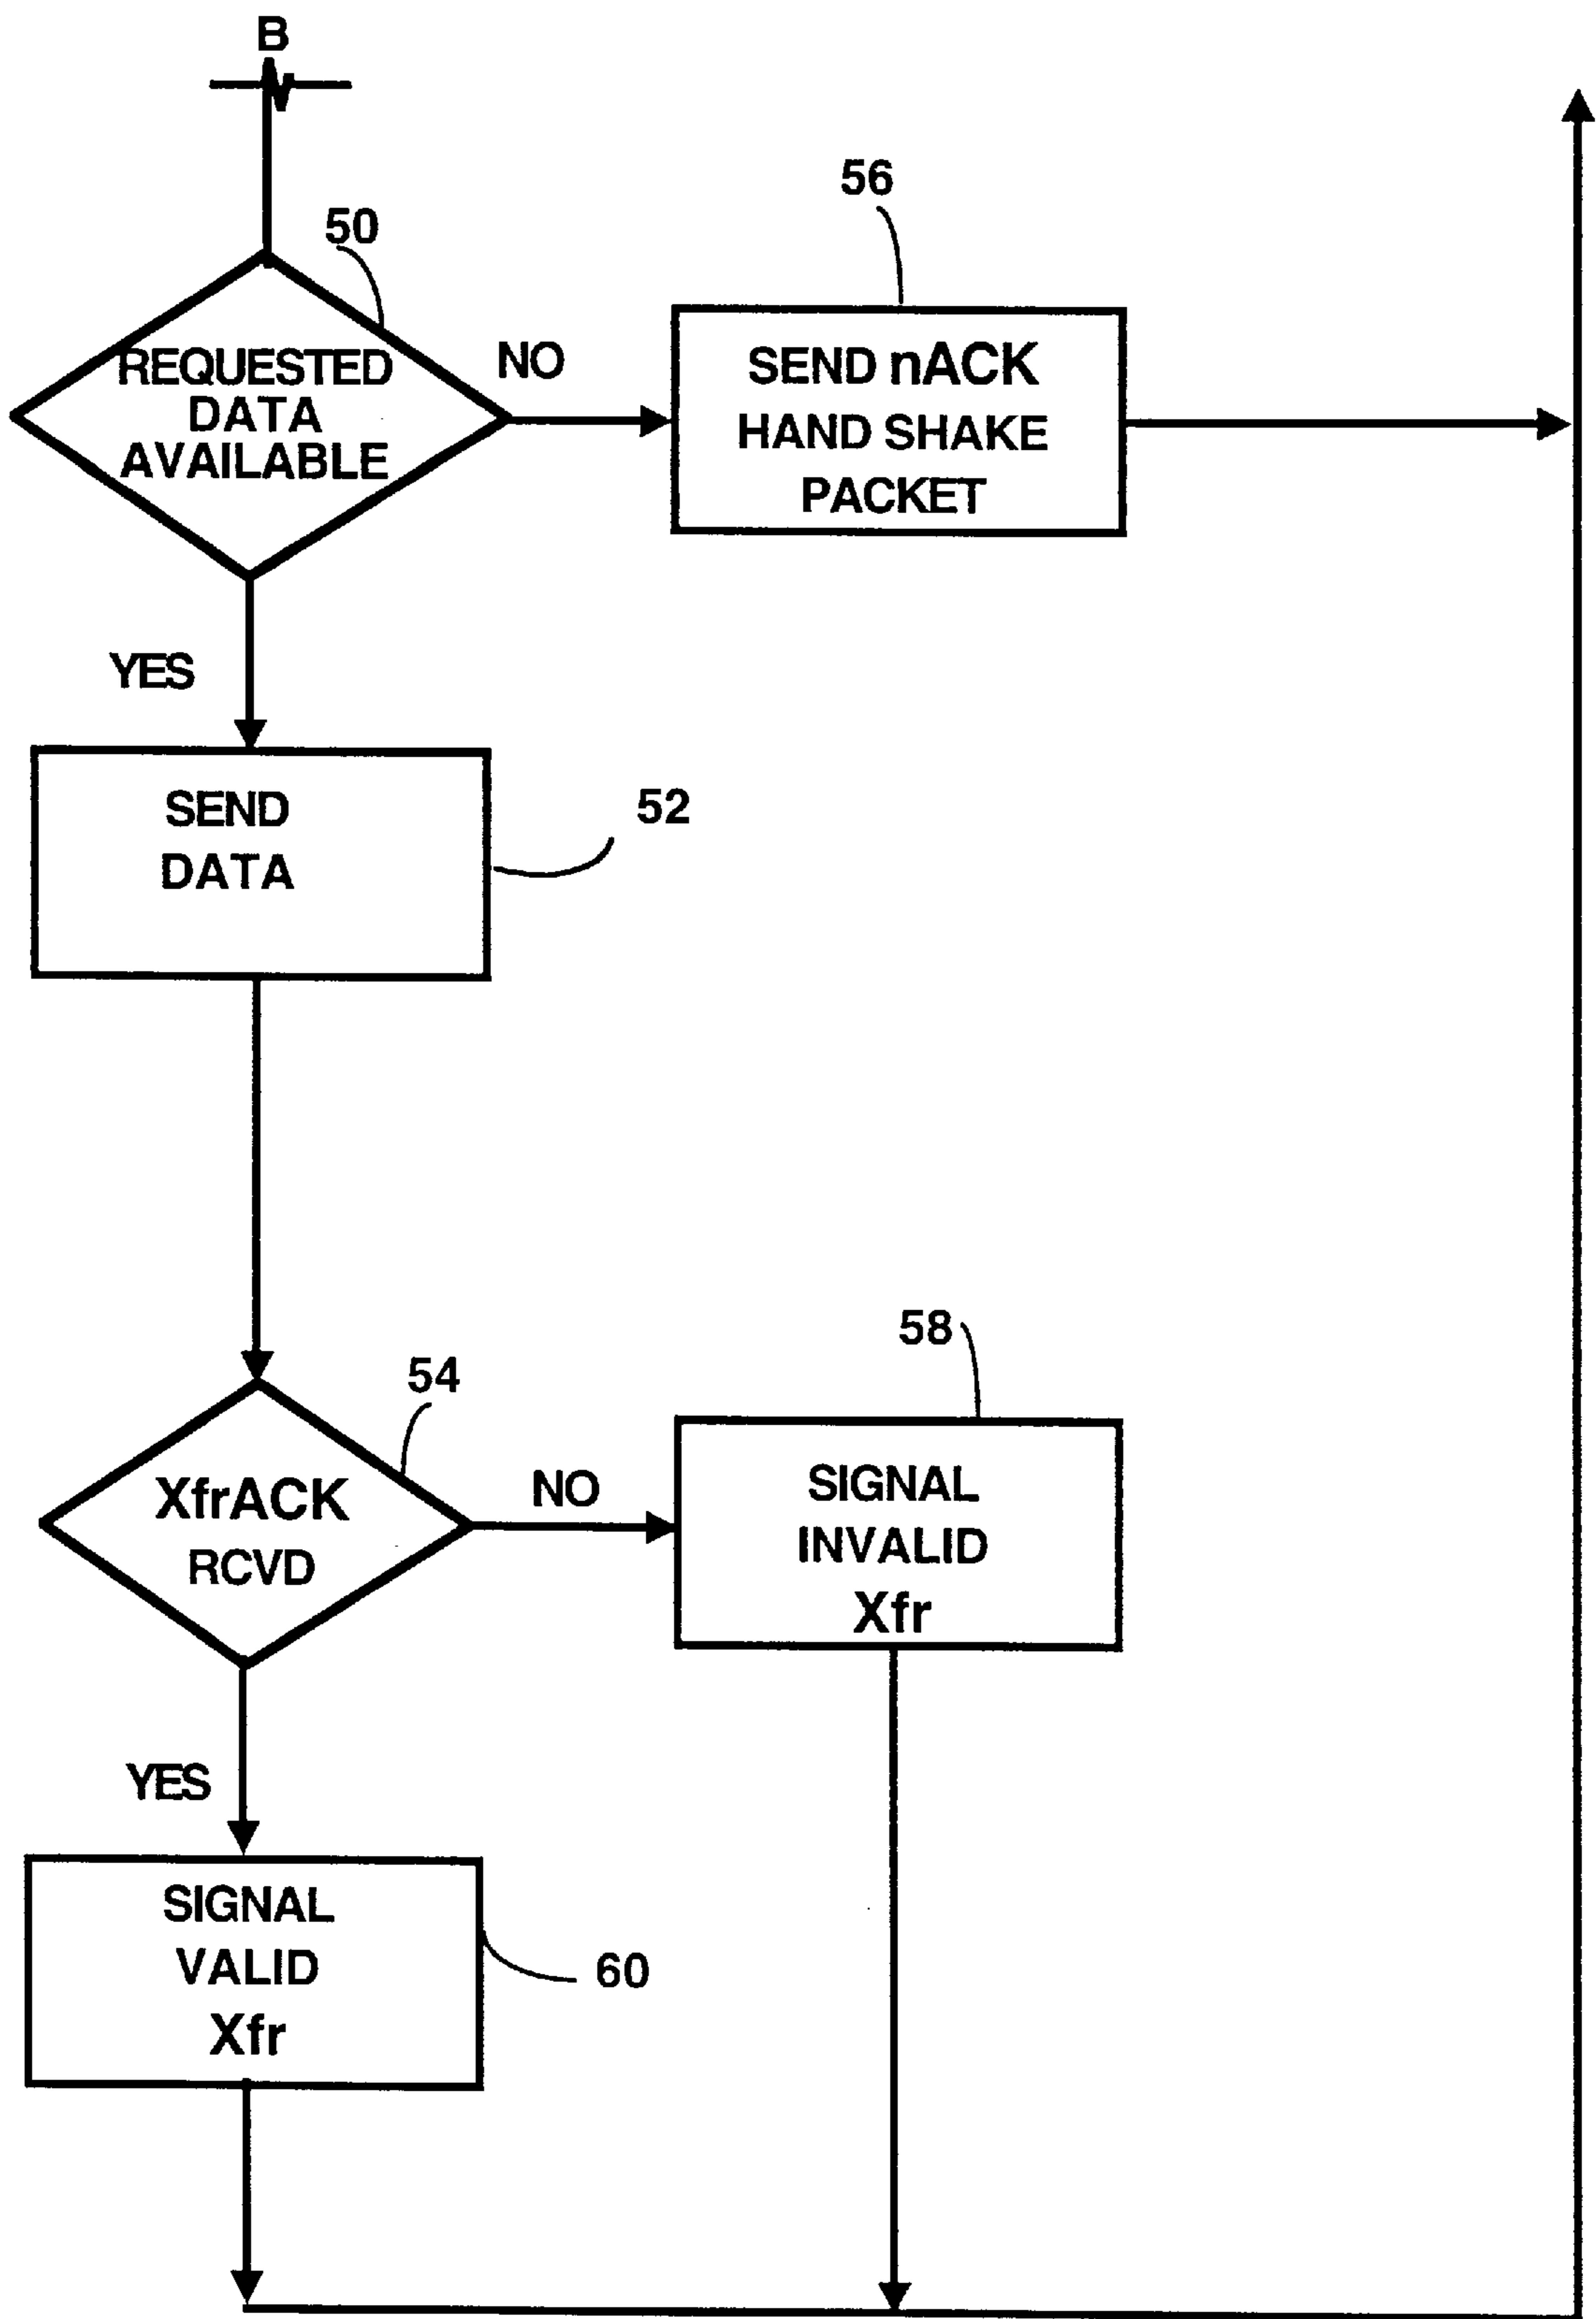 B
50
56
REQUESTED
DATA
AVAILABLE
NO
SEND nACK
HAND SHAKE
PACKET
YES
SEND
DATA
52
54
58
XfrACK
RCVD
NO
SIGNAL
INVALID
Xfr
YES
SIGNAL
VALID
Xfr
60